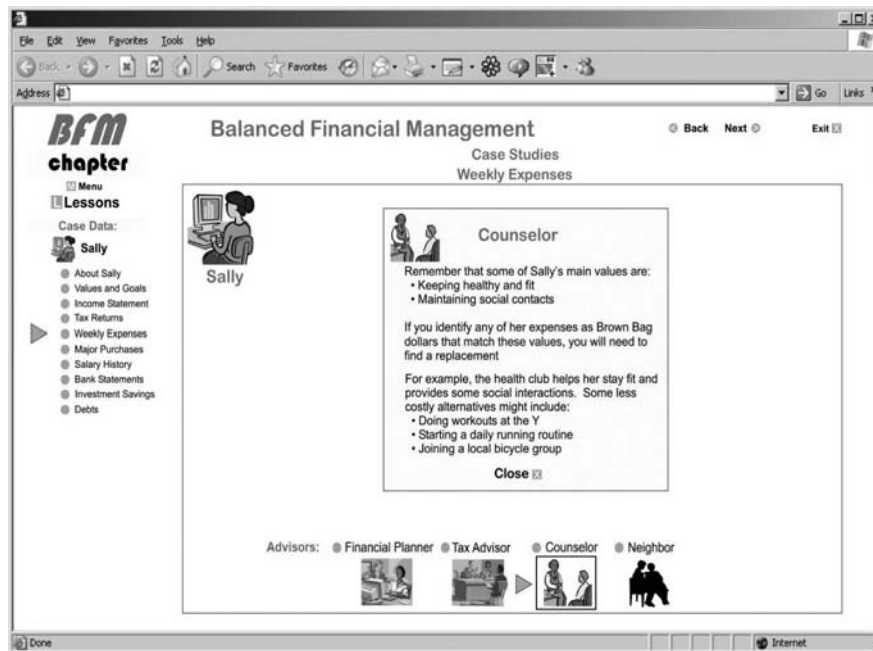 File Edit View Favorites Tools Help
Back Search Favorites
Address Go Links
BFM
chapter
Balanced Financial Management
Back Next Exit
Case Studies
Weekly Expenses
Menu
Lessons
Case Data:
Sally
About Sally
Values and Goals
Income Statement
Tax Returns
Weekly Expenses
Major Purchases
Salary History
Bank Statements
Investment Savings
Debts
Sally
Counselor
Remember that some of Sally's main values are:
• Keeping healthy and fit
• Maintaining social contacts
If you identify any of her expenses as Brown Bag
dollars that match these values, you will need to
find a replacement
For example, the health club helps her stay fit and
provides some social interactions. Some less
costly alternatives might include:
• Doing workouts at the Y
• Starting a daily running routine
• Joining a local bicycle group
Close
Advisors: Financial Planner Tax Advisor Counselor Neighbor
Done Internet